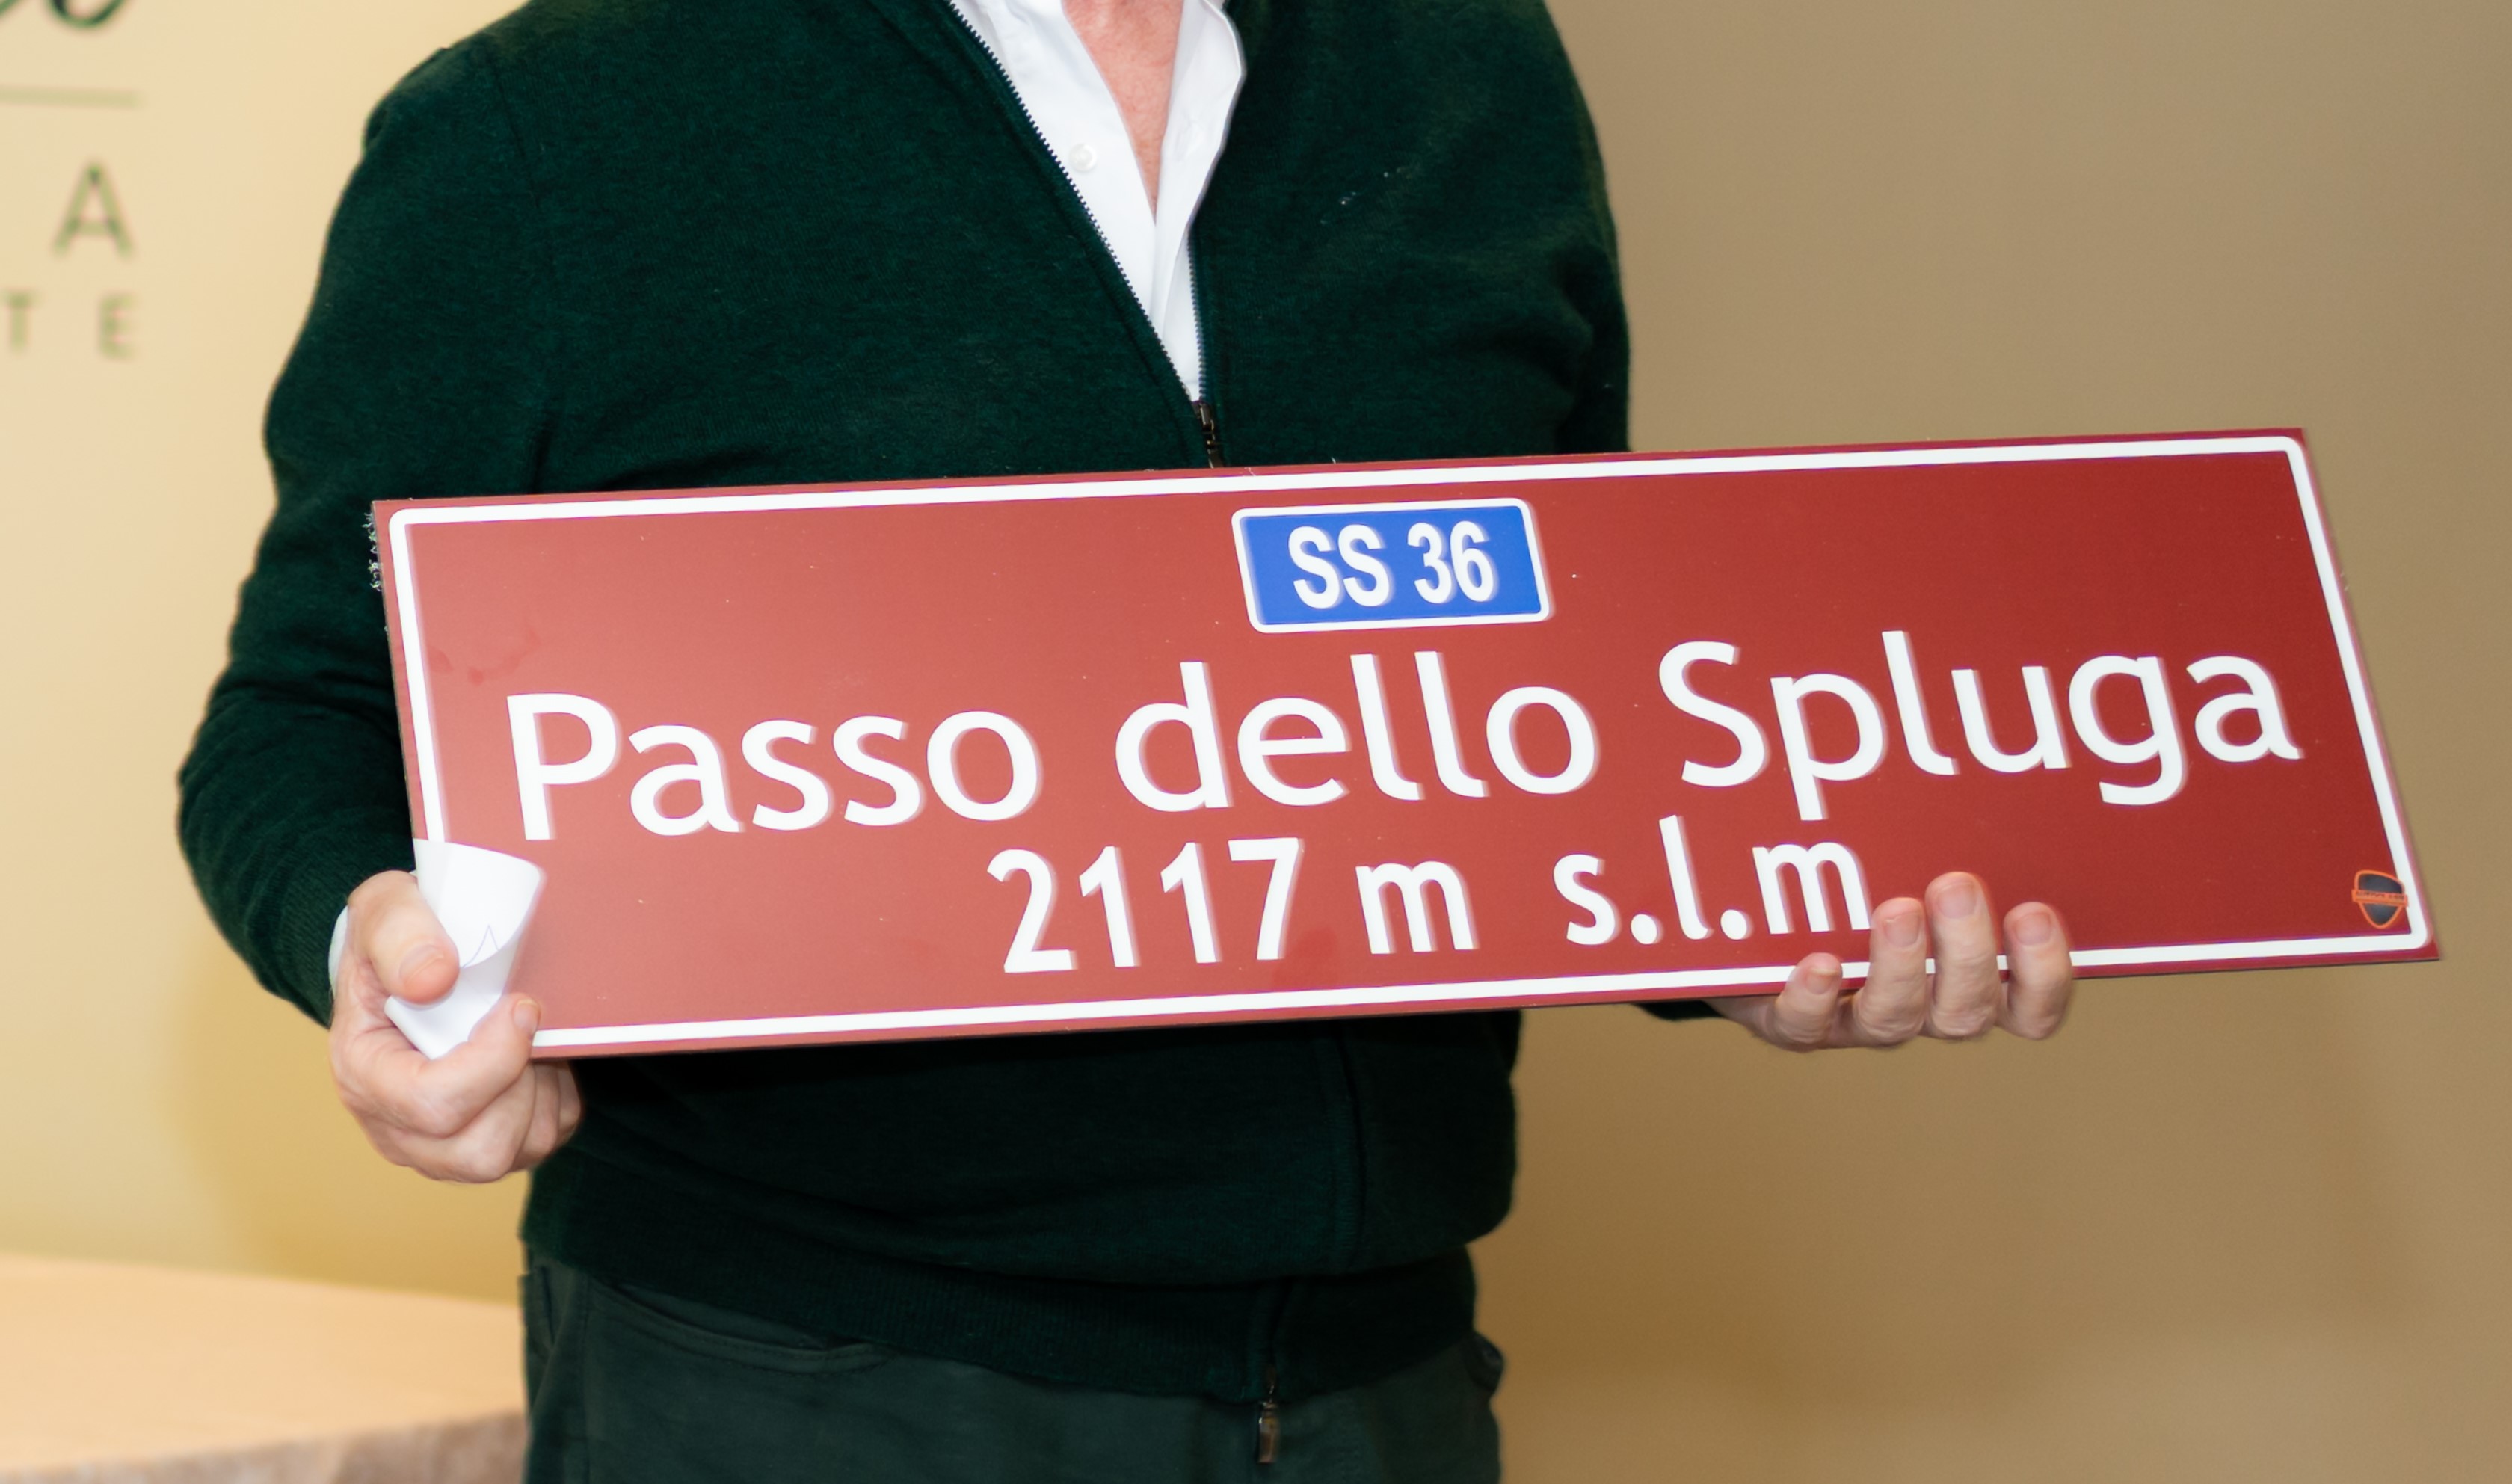 A
T E
SS 36
Passo dello Spluga
2117 m s.l.m